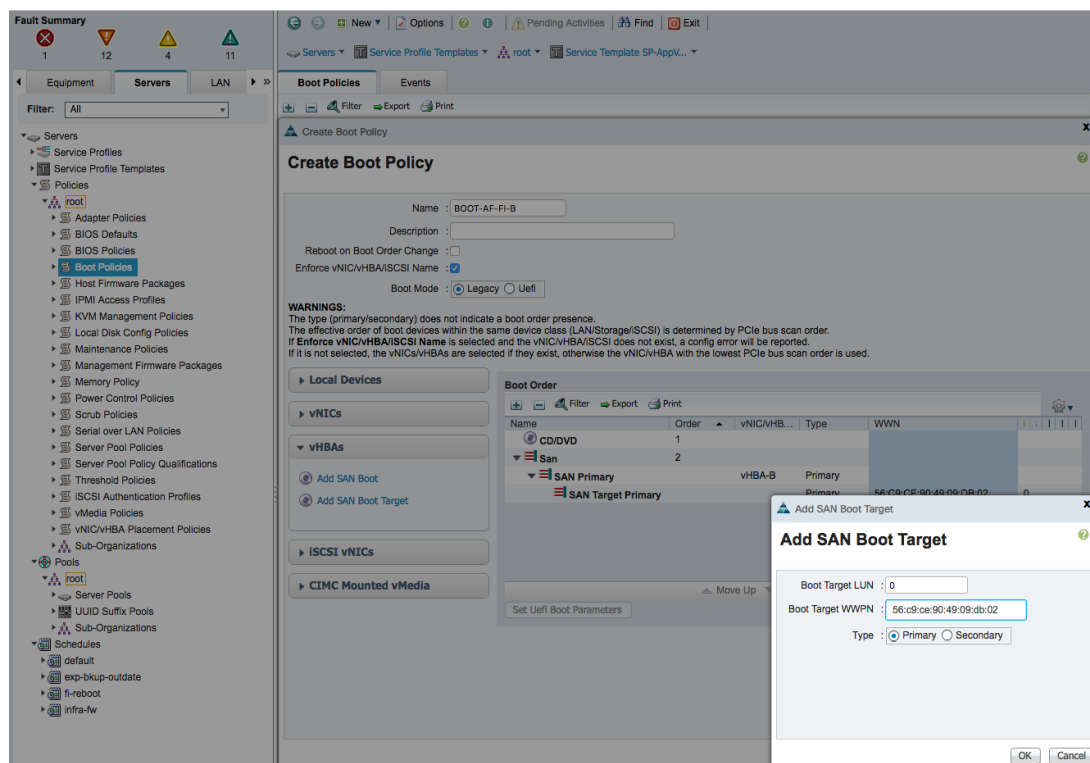 Fault Summary
1 12 4 11
Equipment Servers LAN
Filter: All
Servers
Service Profiles
Service Profile Templates
Policies
root
Adapter Policies
BIOS Defaults
BIOS Policies
Boot Policies
Host Firmware Packages
IPMI Access Profiles
KVM Management Policies
Local Disk Config Policies
Maintenance Policies
Management Firmware Packages
Memory Policy
Power Control Policies
Scrub Policies
Serial over LAN Policies
Server Pool Policies
Server Pool Policy Qualifications
Threshold Policies
iSCSI Authentication Profiles
vMedia Policies
vNIC/vHBA Placement Policies
Sub-Organizations
Pools
root
Server Pools
UUID Suffix Pools
Sub-Organizations
Schedules
default
exp-bkup-outdate
fi-reboot
infra-fw
New Options Pending Activities Find Exit
Servers Service Profile Templates root Service Template SP-AppV...
Boot Policies Events
Filter Export Print
Create Boot Policy x
Create Boot Policy
Name : BOOT-AF-FI-B
Description :
Reboot on Boot Order Change :
Enforce vNIC/vHBA/iSCSI Name :
Boot Mode : Legacy Uefi
WARNINGS:
The type (primary/secondary) does not indicate a boot order presence.
The effective order of boot devices within the same device class (LAN/Storage/iSCSI) is determined by PCIe bus scan order.
If Enforce vNIC/vHBA/iSCSI Name is selected and the vNIC/vHBA/iSCSI does not exist, a config error will be reported.
If it is not selected, the vNICs/vHBAs are selected if they exist, otherwise the vNIC/vHBA with the lowest PCIe bus scan order is used.
Local Devices
vNICs
vHBAs
Add SAN Boot
Add SAN Boot Target
iSCSI vNICs
CIMC Mounted vMedia
Boot Order
Filter Export Print
Name Order vNIC/vHB... Type WWN
CD/DVD 1
San 2
SAN Primary vHBA-B Primary
SAN Target Primary Primary 56:C9:CE:90:49:09:DB:02 0
Move Up
Set Uefi Boot Parameters
Add SAN Boot Target x
Add SAN Boot Target
Boot Target LUN : 0
Boot Target WWPN : 56:c9:ce:90:49:09:db:02
Type : Primary Secondary
OK Cancel